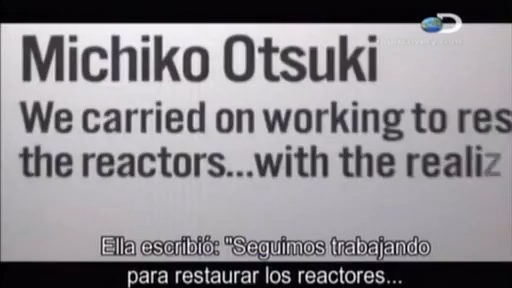 Michiko Otsuki
We carried on working to res
the reactors...with the realiz
Ella escribió: "Seguimos trabajando
para restaurar los reactores...